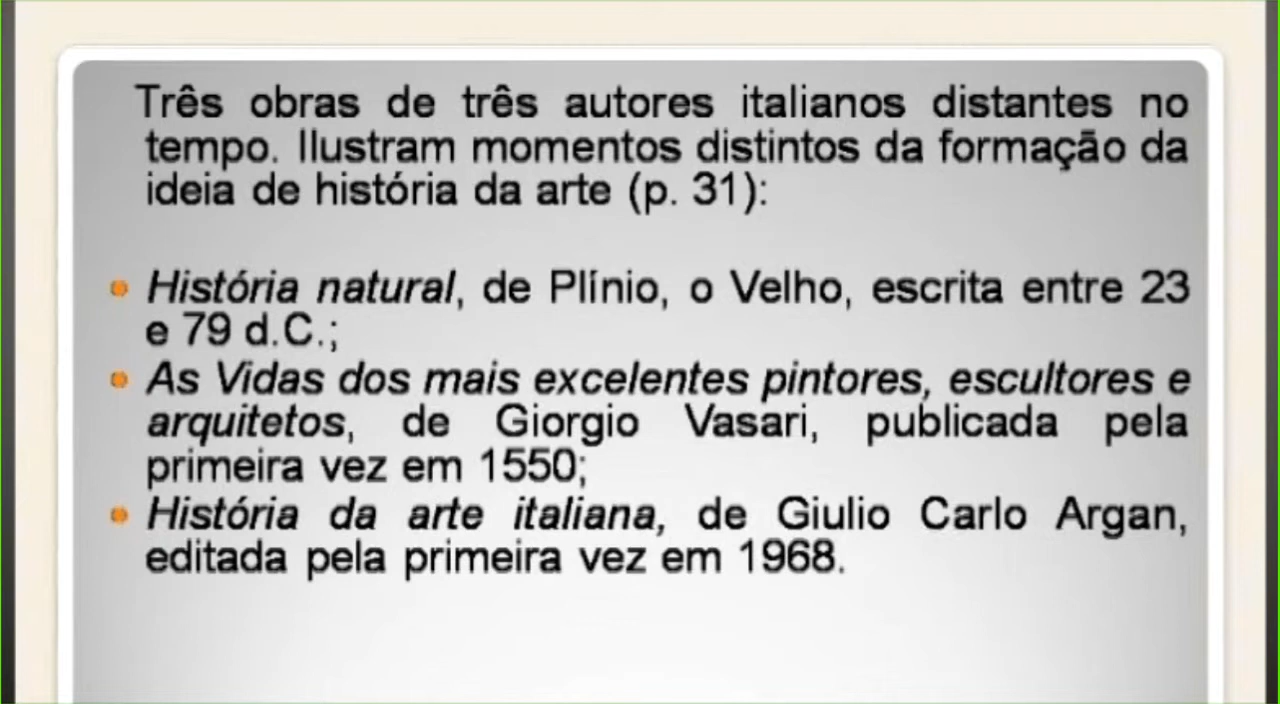 Três obras de três autores italianos distantes no
tempo. Ilustram momentos distintos da formação da
ideia de história da arte (p. 31):
• História natural, de Plínio, o Velho, escrita entre 23
e 79 d.C.;
• As Vidas dos mais excelentes pintores, escultores e
arquitetos, de Giorgio Vasari, publicada pela
primeira vez em 1550;
• História da arte italiana, de Giulio Carlo Argan,
editada pela primeira vez em 1968.